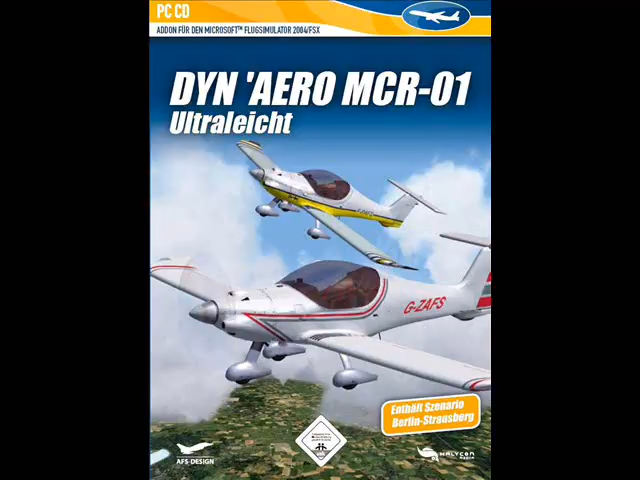 PC CD
ADDON FÜR DEN MICROSOFT™ FLUGSIMULATOR 2004/FSX
DYN 'AERO MCR-01
Ultraleicht
G-ZAFS
Enthält Szenario
Berlin-Strausberg
AFS-DESIGN
HALYCON
MEDIA